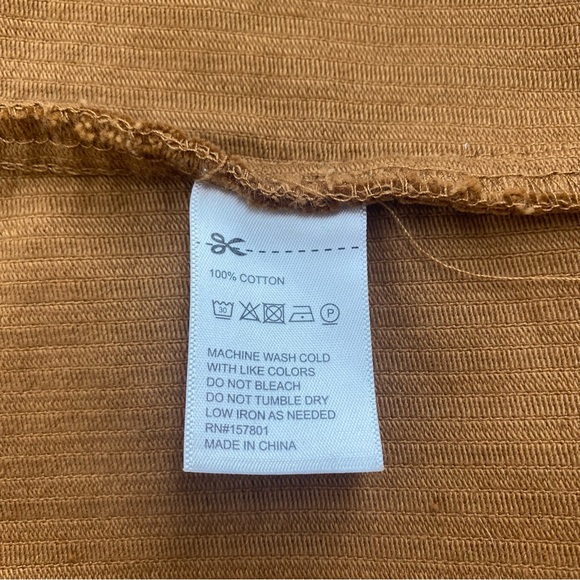 100% COTTON
30 P
MACHINE WASH COLD
WITH LIKE COLORS
DO NOT BLEACH
DO NOT TUMBLE DRY
LOW IRON AS NEEDED
RN#157801
MADE IN CHINA